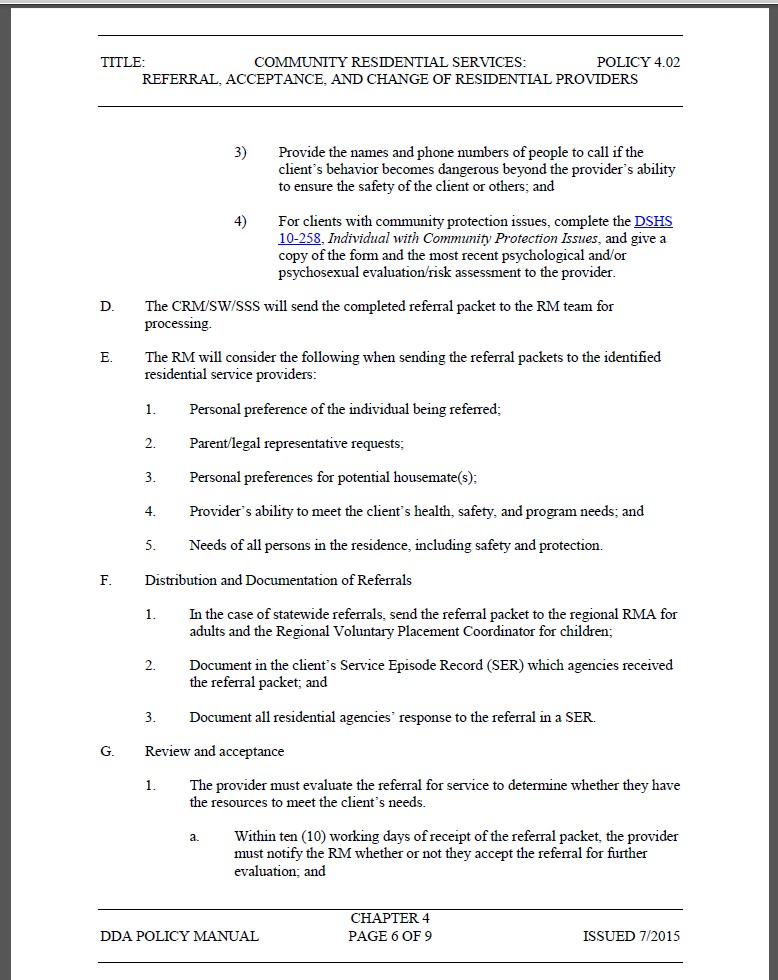 TITLE: COMMUNITY RESIDENTIAL SERVICES: POLICY 4.02
REFERRAL, ACCEPTANCE, AND CHANGE OF RESIDENTIAL PROVIDERS
3) Provide the names and phone numbers of people to call if the
client's behavior becomes dangerous beyond the provider's ability
to ensure the safety of the client or others; and
4) For clients with community protection issues, complete the DSHS
10-258, Individual with Community Protection Issues, and give a
copy of the form and the most recent psychological and/or
psychosexual evaluation/risk assessment to the provider.
D. The CRM/SW/SSS will send the completed referral packet to the RM team for
processing.
E. The RM will consider the following when sending the referral packets to the identified
residential service providers:
1. Personal preference of the individual being referred;
2. Parent/legal representative requests;
3. Personal preferences for potential housemate(s);
4. Provider's ability to meet the client's health, safety, and program needs; and
5. Needs of all persons in the residence, including safety and protection.
F. Distribution and Documentation of Referrals
1. In the case of statewide referrals, send the referral packet to the regional RMA for
adults and the Regional Voluntary Placement Coordinator for children;
2. Document in the client's Service Episode Record (SER) which agencies received
the referral packet; and
3. Document all residential agencies' response to the referral in a SER.
G. Review and acceptance
1. The provider must evaluate the referral for service to determine whether they have
the resources to meet the client's needs.
a. Within ten (10) working days of receipt of the referral packet, the provider
must notify the RM whether or not they accept the referral for further
evaluation; and
CHAPTER 4
DDA POLICY MANUAL PAGE 6 OF 9 ISSUED 7/2015